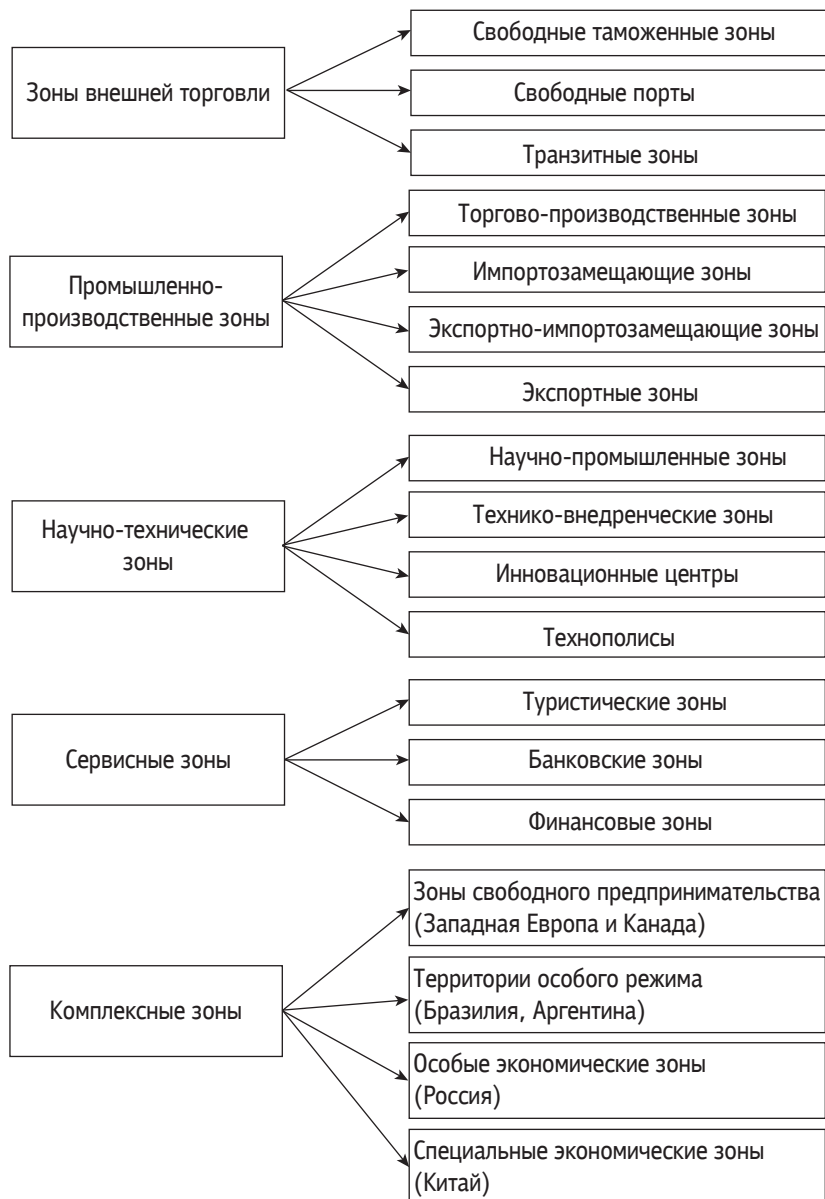 Зоны внешней торговли
Свободные таможенные зоны
Свободные порты
Транзитные зоны
Промышленно-
производственные зоны
Торгово-производственные зоны
Импортозамещающие зоны
Экспортно-импортозамещающие зоны
Экспортные зоны
Научно-технические
зоны
Научно-промышленные зоны
Технико-внедренческие зоны
Инновационные центры
Технополисы
Сервисные зоны
Туристические зоны
Банковские зоны
Финансовые зоны
Комплексные зоны
Зоны свободного предпринимательства
(Западная Европа и Канада)
Территории особого режима
(Бразилия, Аргентина)
Особые экономические зоны
(Россия)
Специальные экономические зоны
(Китай)